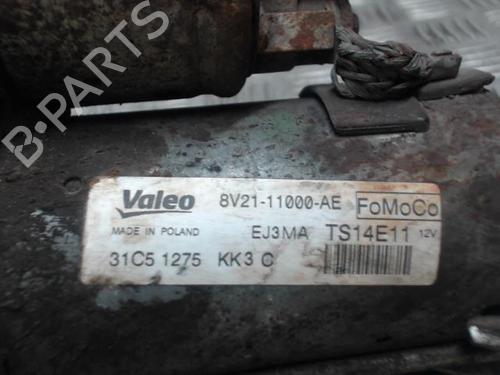 B-PARTS
Valeo 8V21-11000-AE FoMoCo
MADE IN POLAND EJ3MA TS14E11 12V
31C5 1275 KK3 C